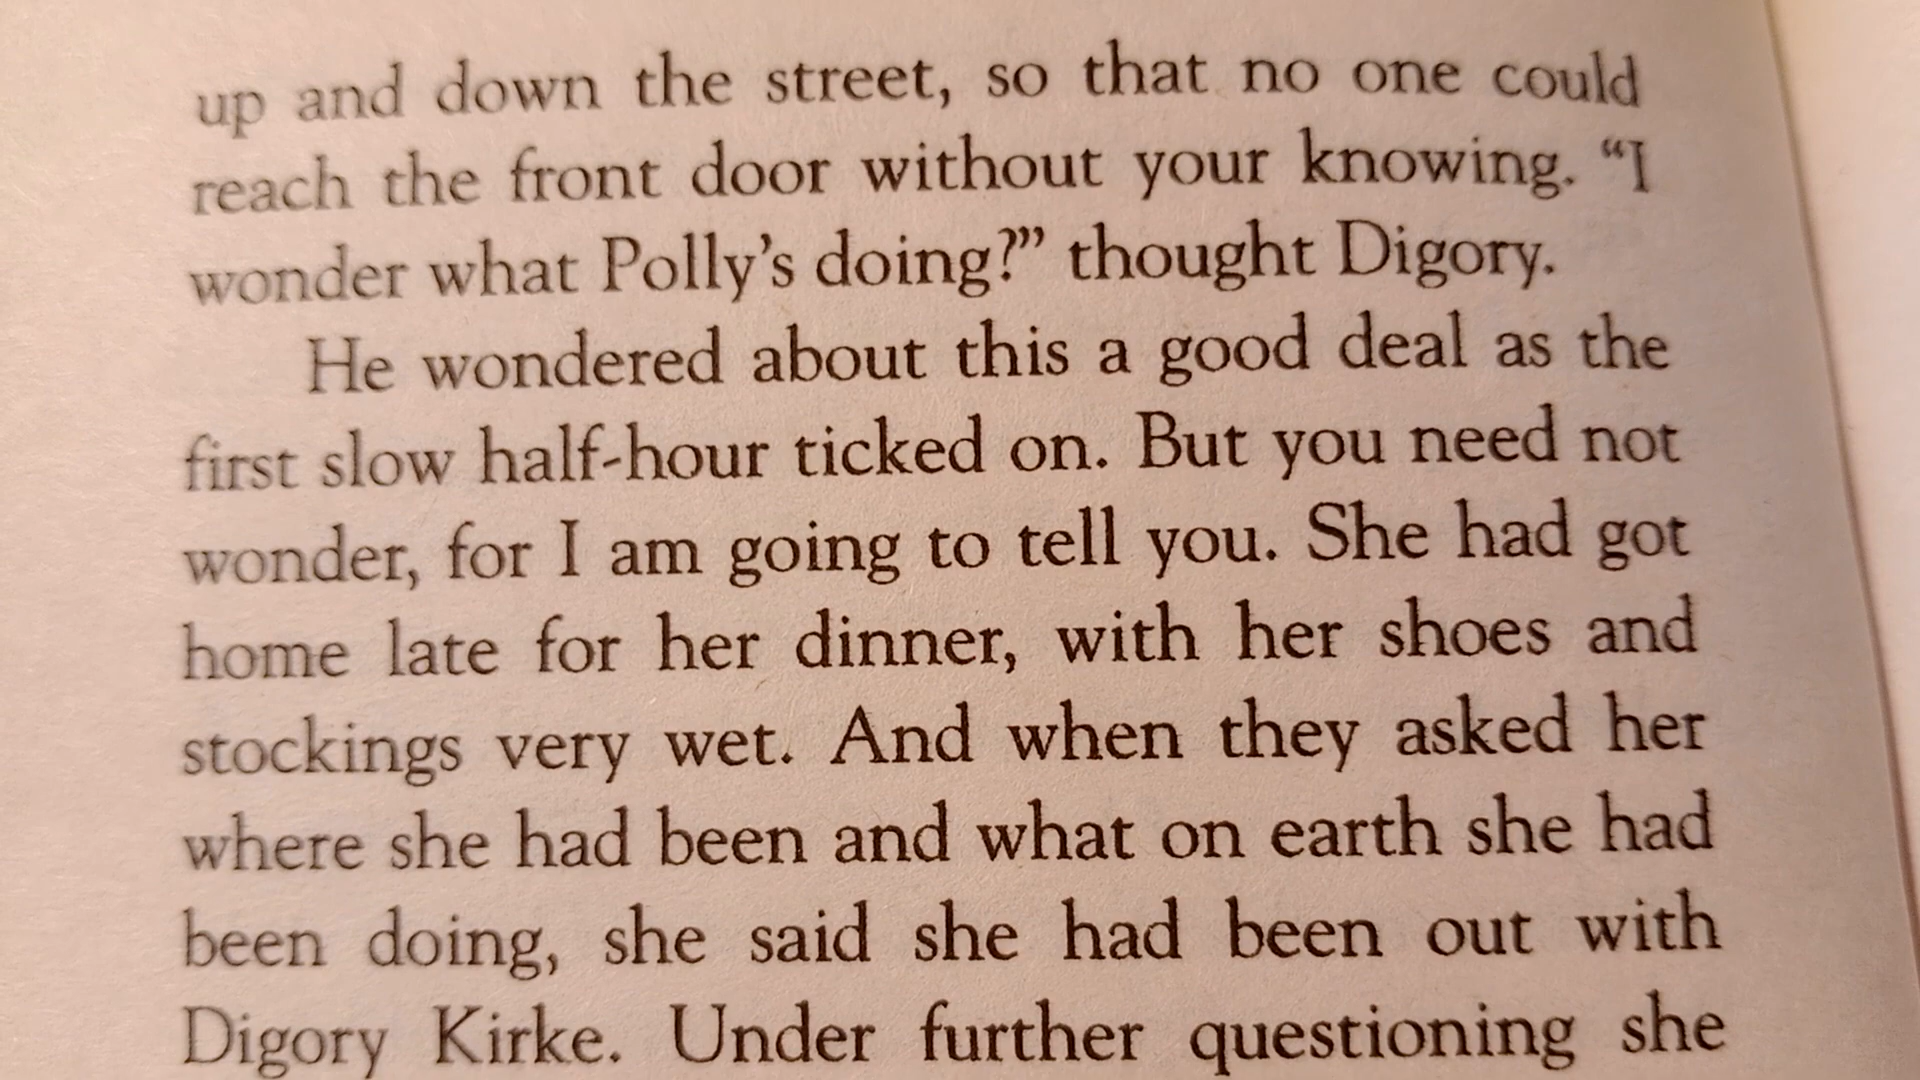 up and down the street, so that no one could
reach the front door without your knowing. “I
wonder what Polly’s doing?” thought Digory.
He wondered about this a good deal as the
first slow half-hour ticked on. But you need not
wonder, for I am going to tell you. She had got
home late for her dinner, with her shoes and
stockings very wet. And when they asked her
where she had been and what on earth she had
been doing, she said she had been out with
Digory Kirke. Under further questioning she